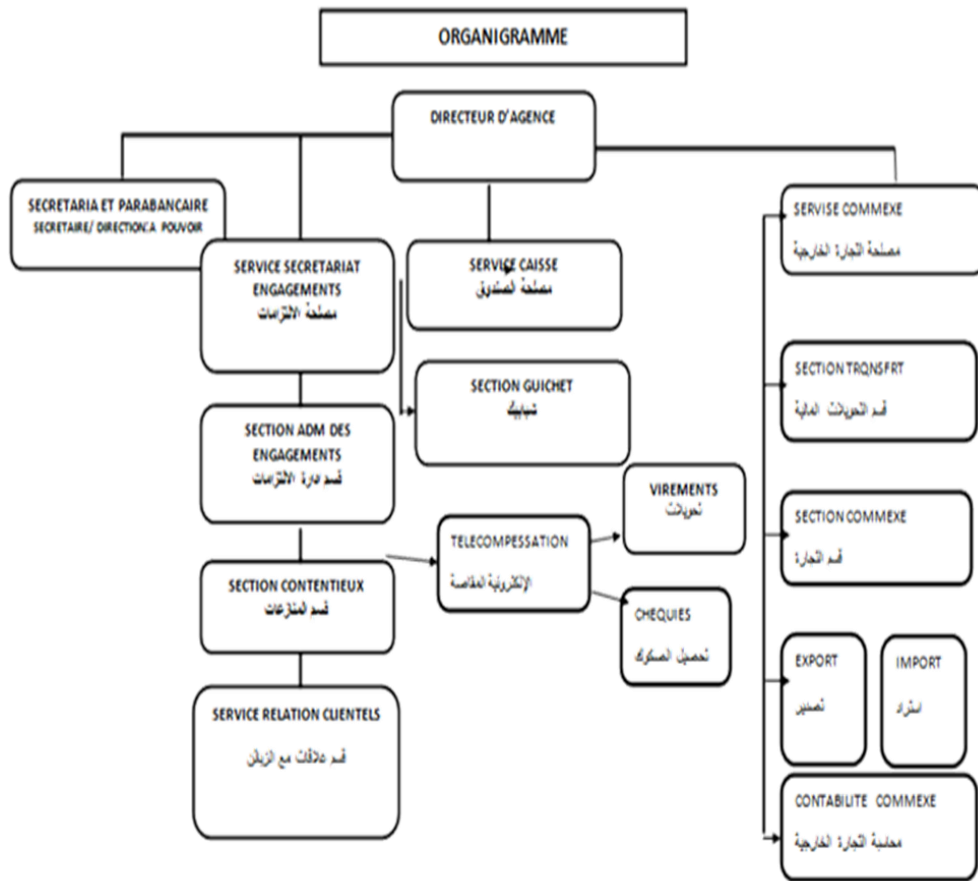 ORGANIGRAMME
DIRECTEUR D'AGENCE
SECRETARIA ET PARABANCAIRE
SECRETAIRE/ DIRECTION:A POUVOIR
SERVICE SECRETARIAT
ENGAGEMENTS
مصلحة الالتزامات
SERVICE CAISSE
مصلحة الصندوق
SERVISE COMMEXE
مصلحة التجارة الخارجية
SECTION GUICHET
شبابيك
SECTION TRQNSFRT
قسم التحويلات المالية
SECTION ADM DES
ENGAGEMENTS
قسم ادارة الالتزامات
VIREMENTS
تحويلات
TELECOMPESSATION
الإلكترونية المقاصة
SECTION COMMEXE
قسم التجارة
SECTION CONTENTIEUX
قسم المنازعات
CHEQUIES
تحصيل الصكوك
EXPORT
تصدير
IMPORT
استراد
SERVICE RELATION CLIENTELS
قسم علاقات مع الزبائن
CONTABILITE COMMEXE
محاسبة التجارة الخارجية